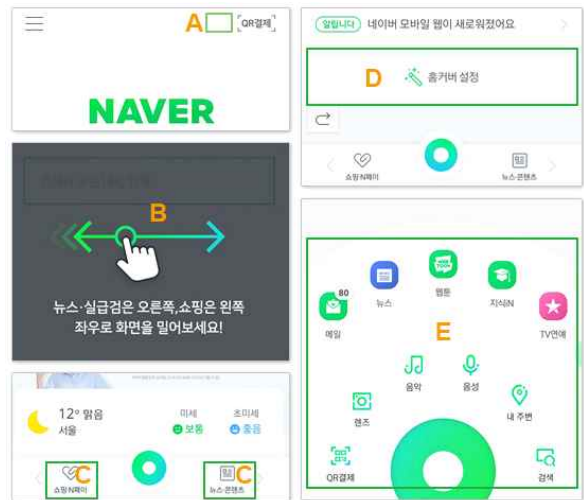 A
QR결제
NAVER
B
뉴스·실급검은 오른쪽,쇼핑은 왼쪽
좌우로 화면을 밀어보세요!
12° 맑음
서울
미세
보통
초미세
좋음
C
쇼핑·N페이
C
뉴스·콘텐츠
알립니다 네이버 모바일 웹이 새로워졌어요
D
홈커버 설정
쇼핑·N페이
뉴스·콘텐츠
80
메일
뉴스
웹툰
지식iN
TV연예
E
음악
음성
렌즈
내 주변
QR결제
검색